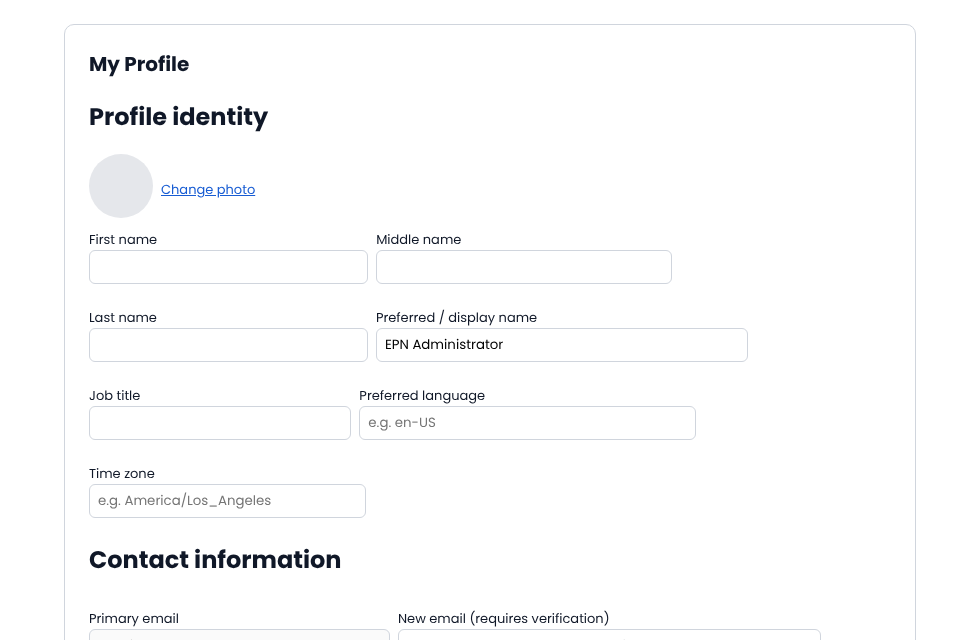 My Profile
Profile identity
Change photo
First name
Middle name
Last name
Preferred / display name
EPN Administrator
Job title
Preferred language
e.g. en-US
Time zone
e.g. America/Los_Angeles
Contact information
Primary email
New email (requires verification)